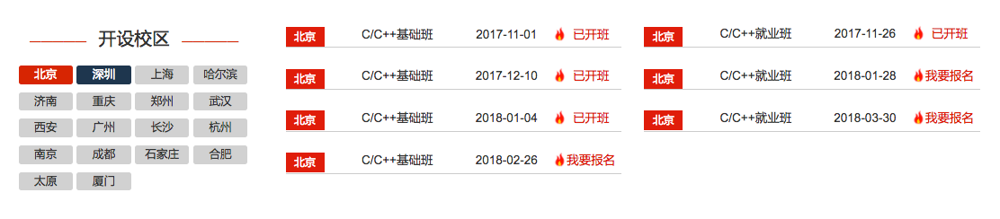 开设校区
北京 深圳 上海 哈尔滨
济南 重庆 郑州 武汉
西安 广州 长沙 杭州
南京 成都 石家庄 合肥
太原 厦门
北京 C/C++基础班 2017-11-01 已开班
北京 C/C++基础班 2017-12-10 已开班
北京 C/C++基础班 2018-01-04 已开班
北京 C/C++基础班 2018-02-26 我要报名
北京 C/C++就业班 2017-11-26 已开班
北京 C/C++就业班 2018-01-28 我要报名
北京 C/C++就业班 2018-03-30 我要报名